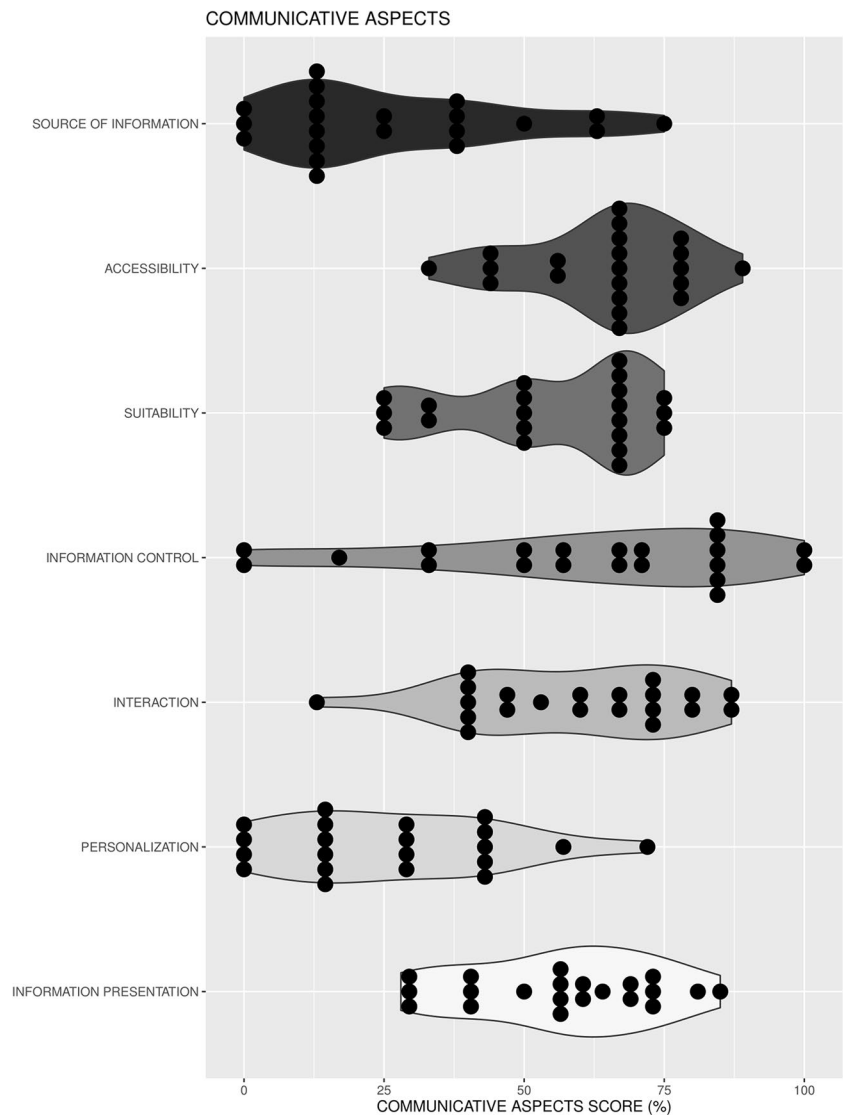 COMMUNICATIVE ASPECTS
SOURCE OF INFORMATION
ACCESSIBILITY
SUITABILITY
INFORMATION CONTROL
INTERACTION
PERSONALIZATION
INFORMATION PRESENTATION
0 25 50 75 100
COMMUNICATIVE ASPECTS SCORE (%)